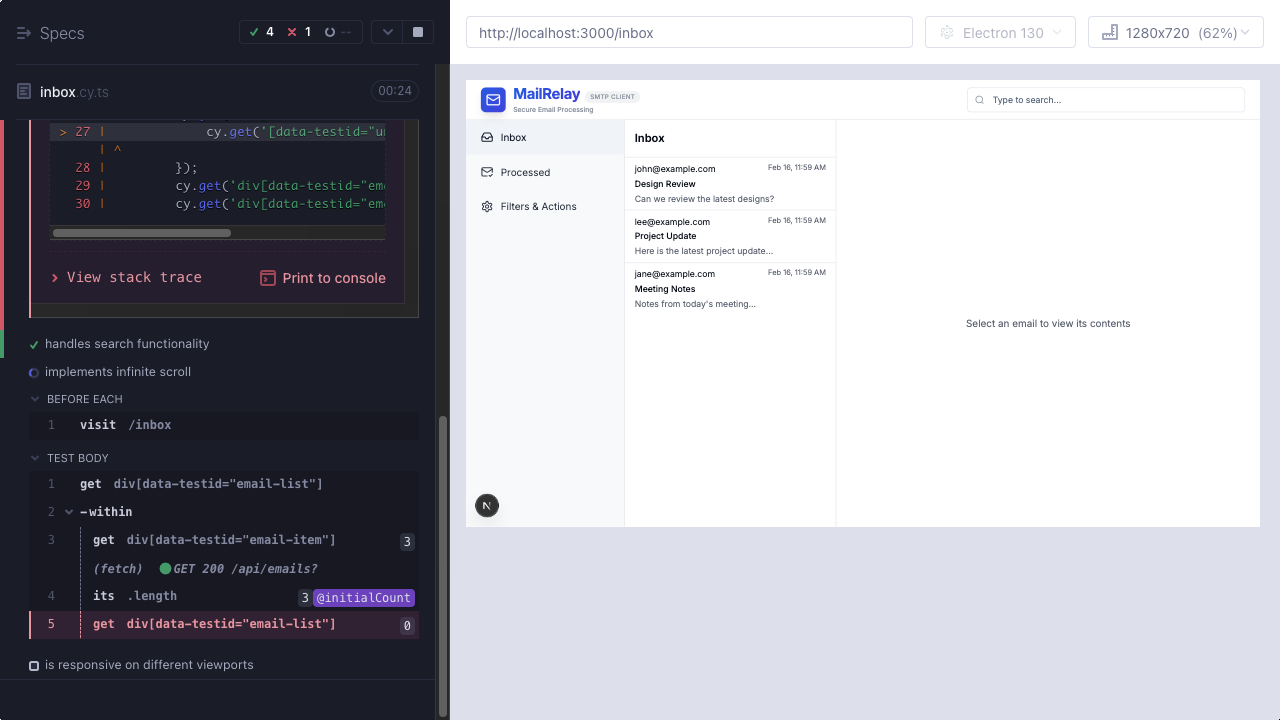 Specs
4 1 --
inbox.cy.ts
00:24
> 27 | cy.get('[data-testid="u
| ^
28 | });
29 | cy.get('div[data-testid="em
30 | cy.get('div[data-testid="em
View stack trace
Print to console
handles search functionality
implements infinite scroll
BEFORE EACH
1 visit /inbox
TEST BODY
1 get div[data-testid="email-list"]
2 -within
3 get div[data-testid="email-item"] 3
(fetch) GET 200 /api/emails?
4 its .length 3 @initialCount
5 get div[data-testid="email-list"] 0
is responsive on different viewports
http://localhost:3000/inbox
Electron 130
1280x720 (62%)
MailRelay
SMTP CLIENT
Secure Email Processing
Type to search...
Inbox
Processed
Filters & Actions
Inbox
john@example.com Feb 16, 11:59 AM
Design Review
Can we review the latest designs?
lee@example.com Feb 16, 11:59 AM
Project Update
Here is the latest project update...
jane@example.com Feb 16, 11:59 AM
Meeting Notes
Notes from today's meeting...
Select an email to view its contents
N